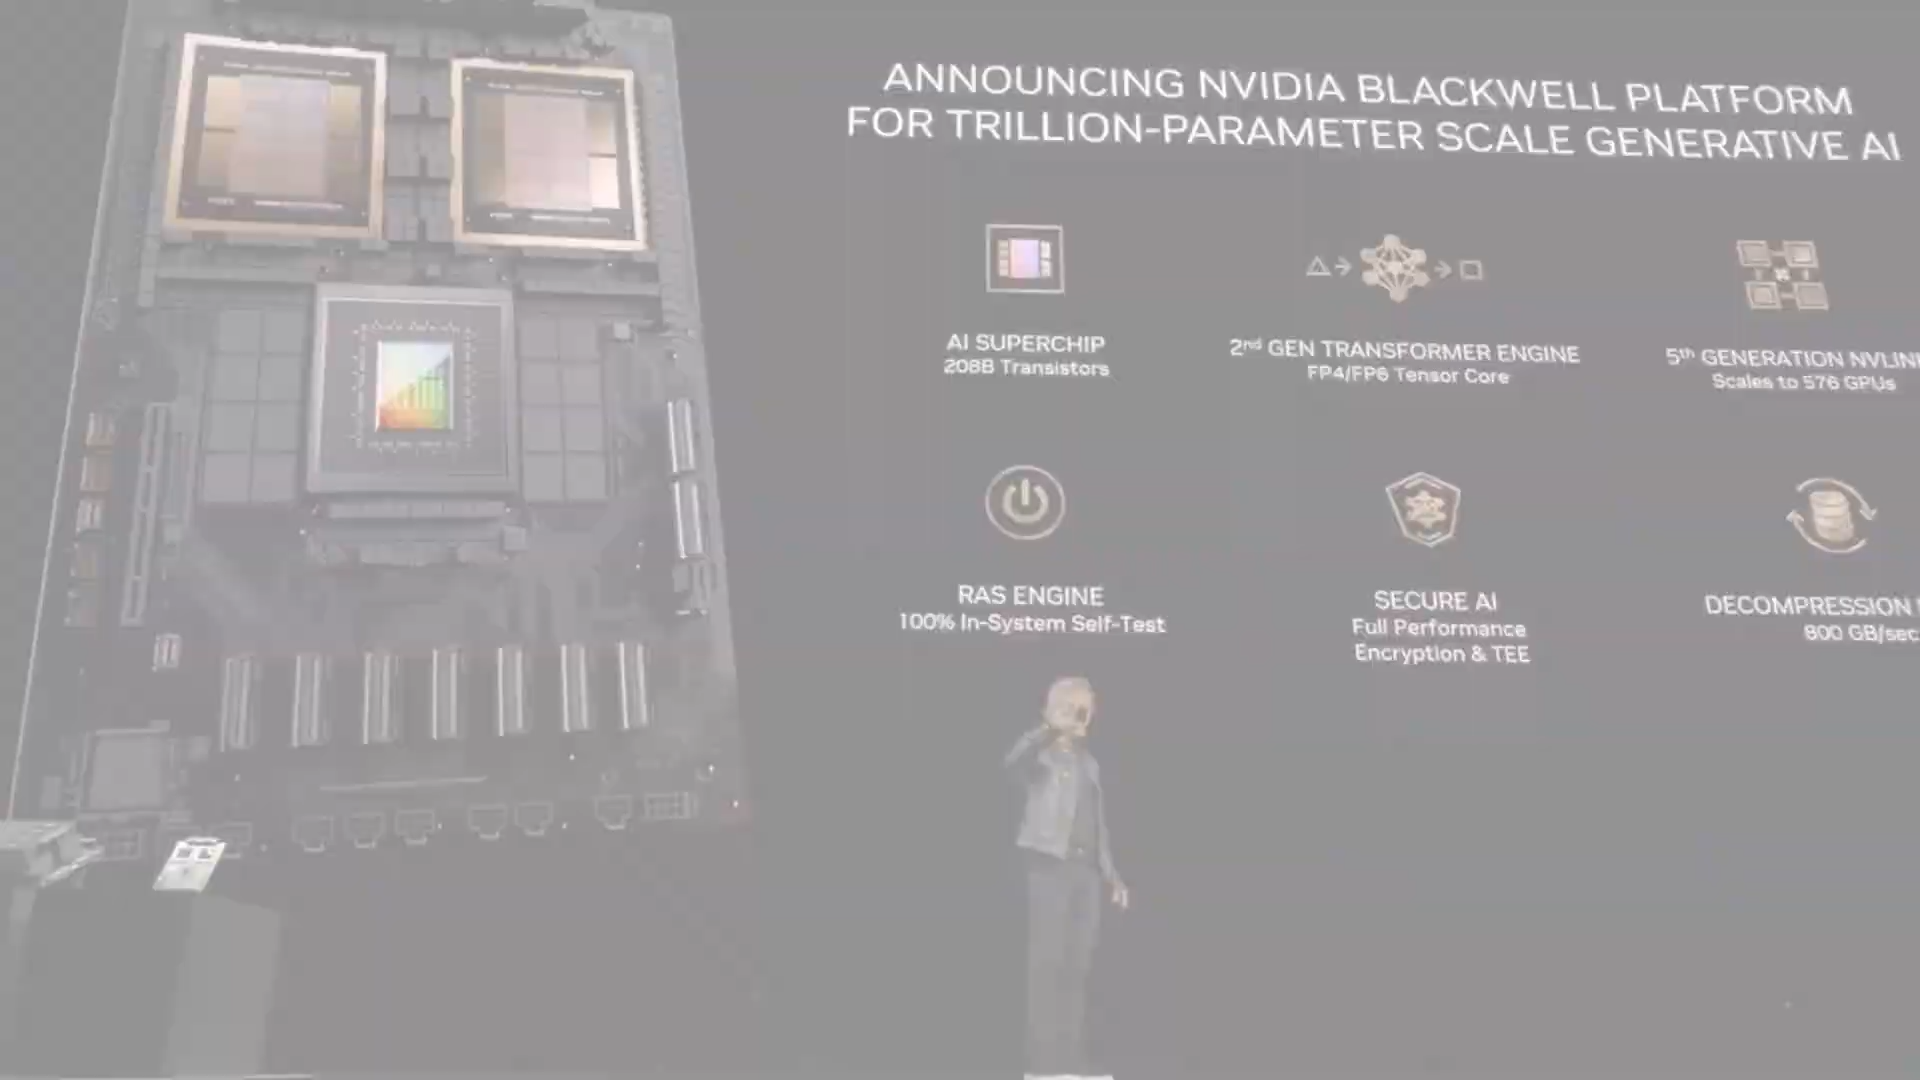 ANNOUNCING NVIDIA BLACKWELL PLATFORM
FOR TRILLION-PARAMETER SCALE GENERATIVE AI
AI SUPERCHIP
208B Transistors
2nd GEN TRANSFORMER ENGINE
FP4/FP6 Tensor Core
5th GENERATION NVLINK
Scales to 576 GPUs
RAS ENGINE
100% In-System Self-Test
SECURE AI
Full Performance
Encryption & TEE
DECOMPRESSION
800 GB/sec